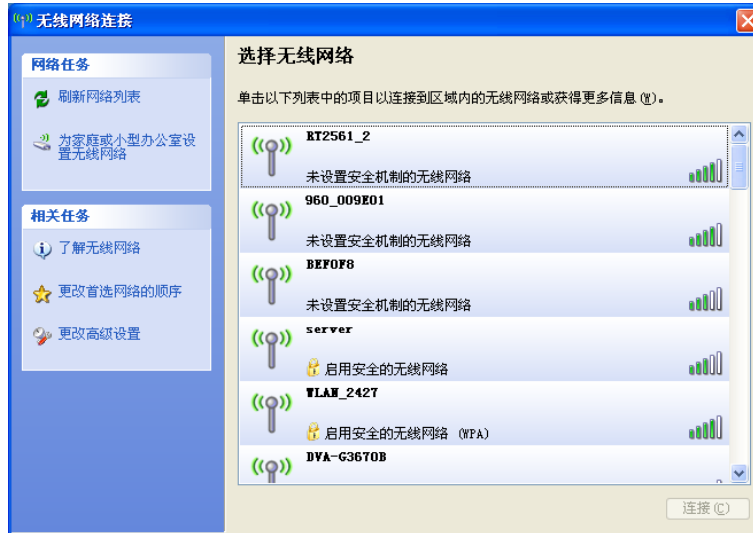 无线网络连接
网络任务
刷新网络列表
为家庭或小型办公室设
置无线网络
相关任务
了解无线网络
更改首选网络的顺序
更改高级设置
选择无线网络
单击以下列表中的项目以连接到区域内的无线网络或获得更多信息(W)。
RT2561_2
未设置安全机制的无线网络
960_009E01
未设置安全机制的无线网络
BEF0F8
未设置安全机制的无线网络
server
启用安全的无线网络
WLAN_2427
启用安全的无线网络 (WPA)
DVA-G3670B
连接(C)